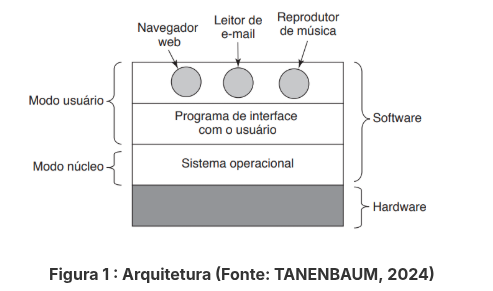 Navegador
web
Leitor de
e-mail
Reprodutor
de música
Modo usuário
Programa de interface
com o usuário
Software
Modo núcleo
Sistema operacional
Hardware
Figura 1 : Arquitetura (Fonte: TANENBAUM, 2024)